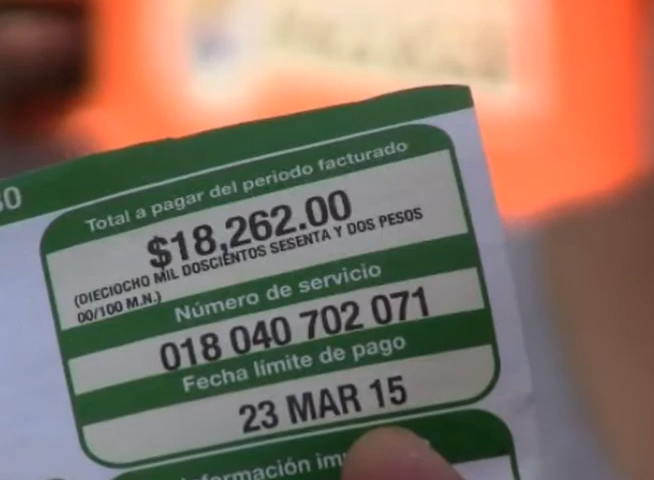 Total a pagar del periodo facturado
$18,262.00
(DIECIOCHO MIL DOSCIENTOS SESENTA Y DOS PESOS
00/100 M.N.)
Número de servicio
018 040 702 071
Fecha límite de pago
23 MAR 15